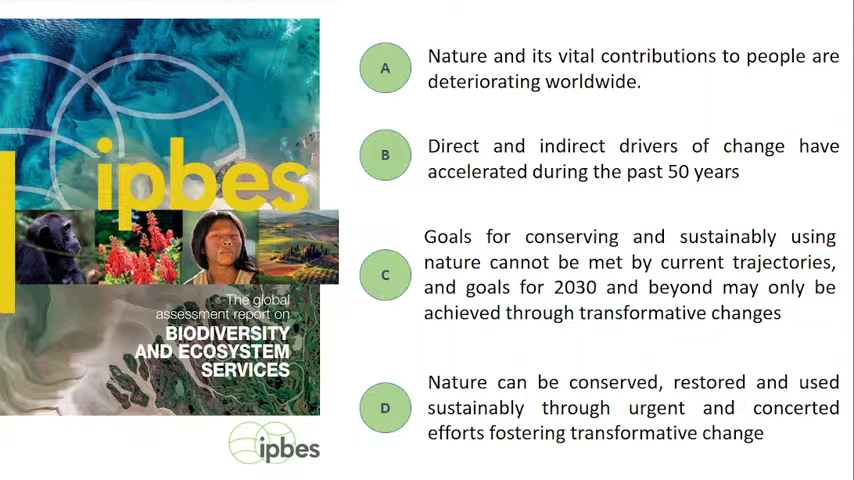 ipbes
The global
assessment report on
BIODIVERSITY
AND ECOSYSTEM
SERVICES
ipbes
A
Nature and its vital contributions to people are
deteriorating worldwide.
B
Direct and indirect drivers of change have
accelerated during the past 50 years
C
Goals for conserving and sustainably using
nature cannot be met by current trajectories,
and goals for 2030 and beyond may only be
achieved through transformative changes
D
Nature can be conserved, restored and used
sustainably through urgent and concerted
efforts fostering transformative change